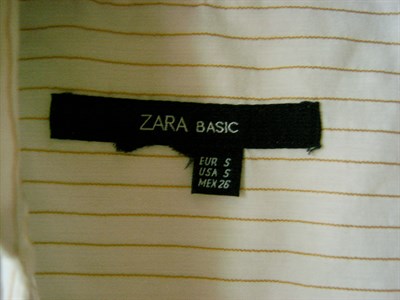 ZARA BASIC
EUR S
USA S
MEX 26